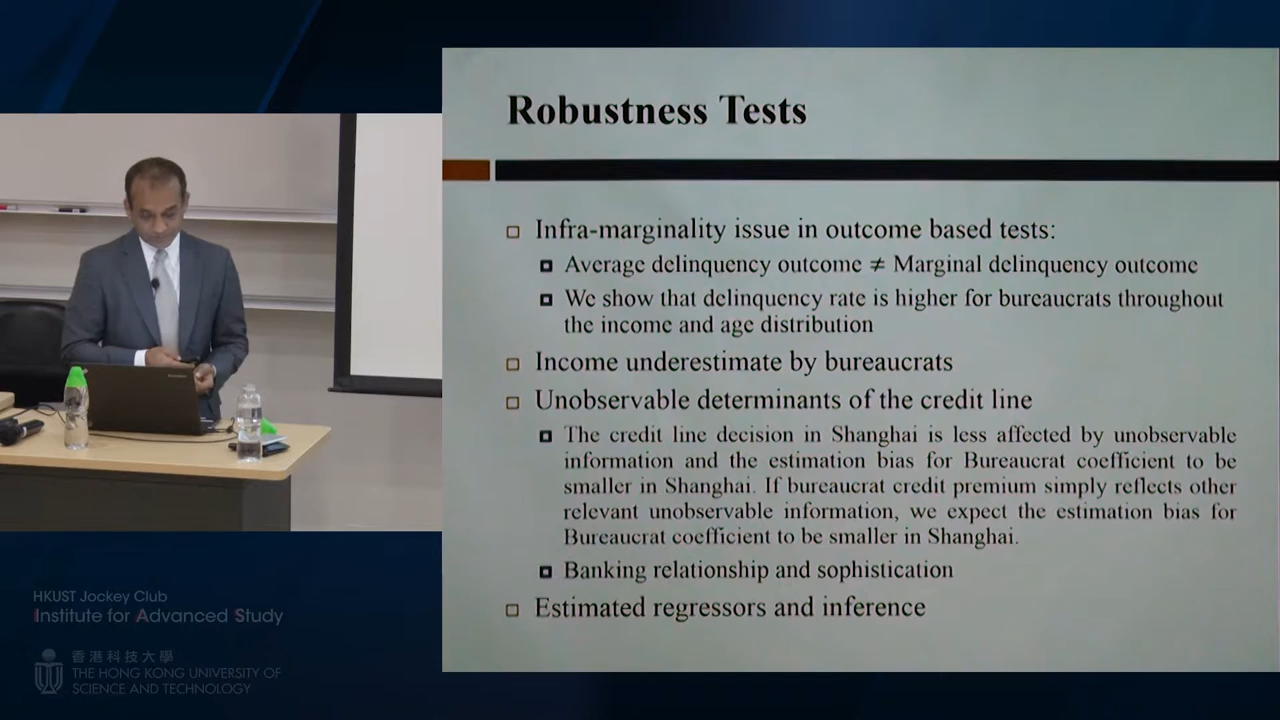 Robustness Tests
Infra-marginality issue in outcome based tests:
Average delinquency outcome ≠ Marginal delinquency outcome
We show that delinquency rate is higher for bureaucrats throughout
the income and age distribution
Income underestimate by bureaucrats
Unobservable determinants of the credit line
The credit line decision in Shanghai is less affected by unobservable
information and the estimation bias for Bureaucrat coefficient to be
smaller in Shanghai. If bureaucrat credit premium simply reflects other
relevant unobservable information, we expect the estimation bias for
Bureaucrat coefficient to be smaller in Shanghai.
Banking relationship and sophistication
Estimated regressors and inference
HKUST Jockey Club
Institute for Advanced Study
香港科技大學
THE HONG KONG UNIVERSITY OF
SCIENCE AND TECHNOLOGY